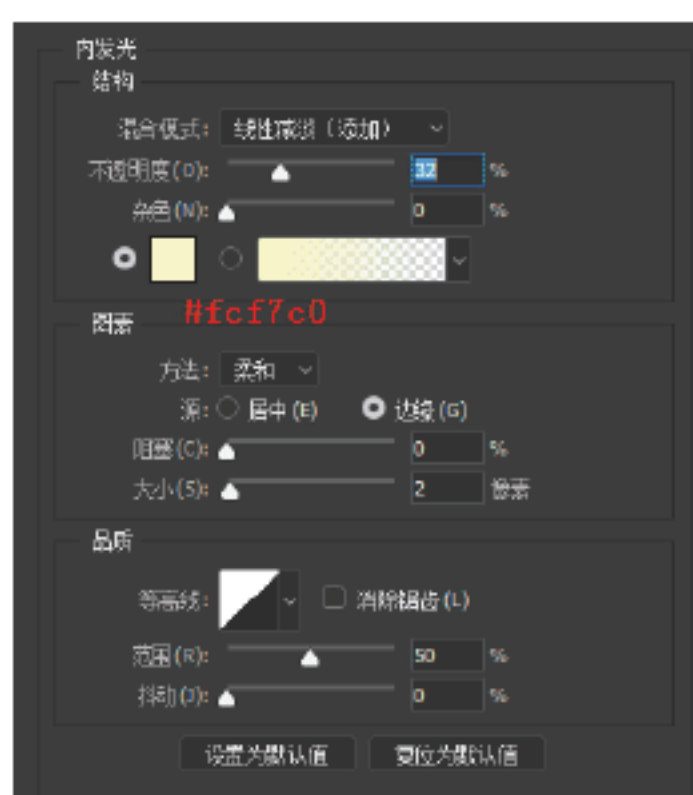 内发光
结构
混合模式: 线性减淡（添加）
不透明度(O): 32 %
杂色(N): 0 %
#fcf7c0
图素
方法: 柔和
源: 居中(E) 边缘(G)
阻塞(C): 0 %
大小(S): 2 像素
品质
等高线: 消除锯齿(L)
范围(R): 50 %
抖动(J): 0 %
设置为默认值 复位为默认值